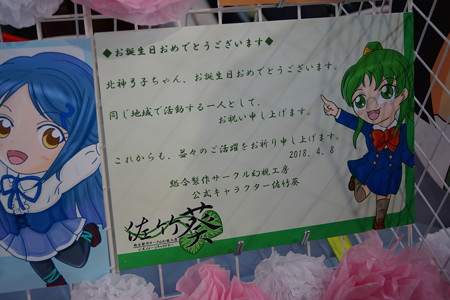 ◆お誕生日おめでとうございます◆
北神弓子ちゃん、お誕生日おめでとうございます。
同じ地域で活動する一人として、
お祝い申し上げます。
これからも、益々のご活躍をお祈り申し上げます。
2018.4.8
総合製作サークル幻視工房
公式キャラクター佐竹葵
佐竹葵